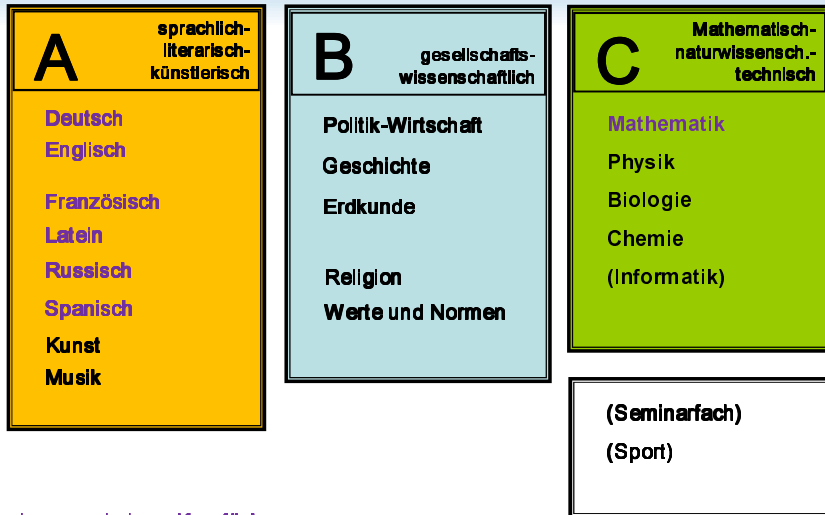 A
sprachlich-
literarisch-
künstlerisch
Deutsch
Englisch
Französisch
Latein
Russisch
Spanisch
Kunst
Musik
B
gesellschafts-
wissenschaftlich
Politik-Wirtschaft
Geschichte
Erdkunde
Religion
Werte und Normen
C
Mathematisch-
naturwissensch.-
technisch
Mathematik
Physik
Biologie
Chemie
(Informatik)
(Seminarfach)
(Sport)